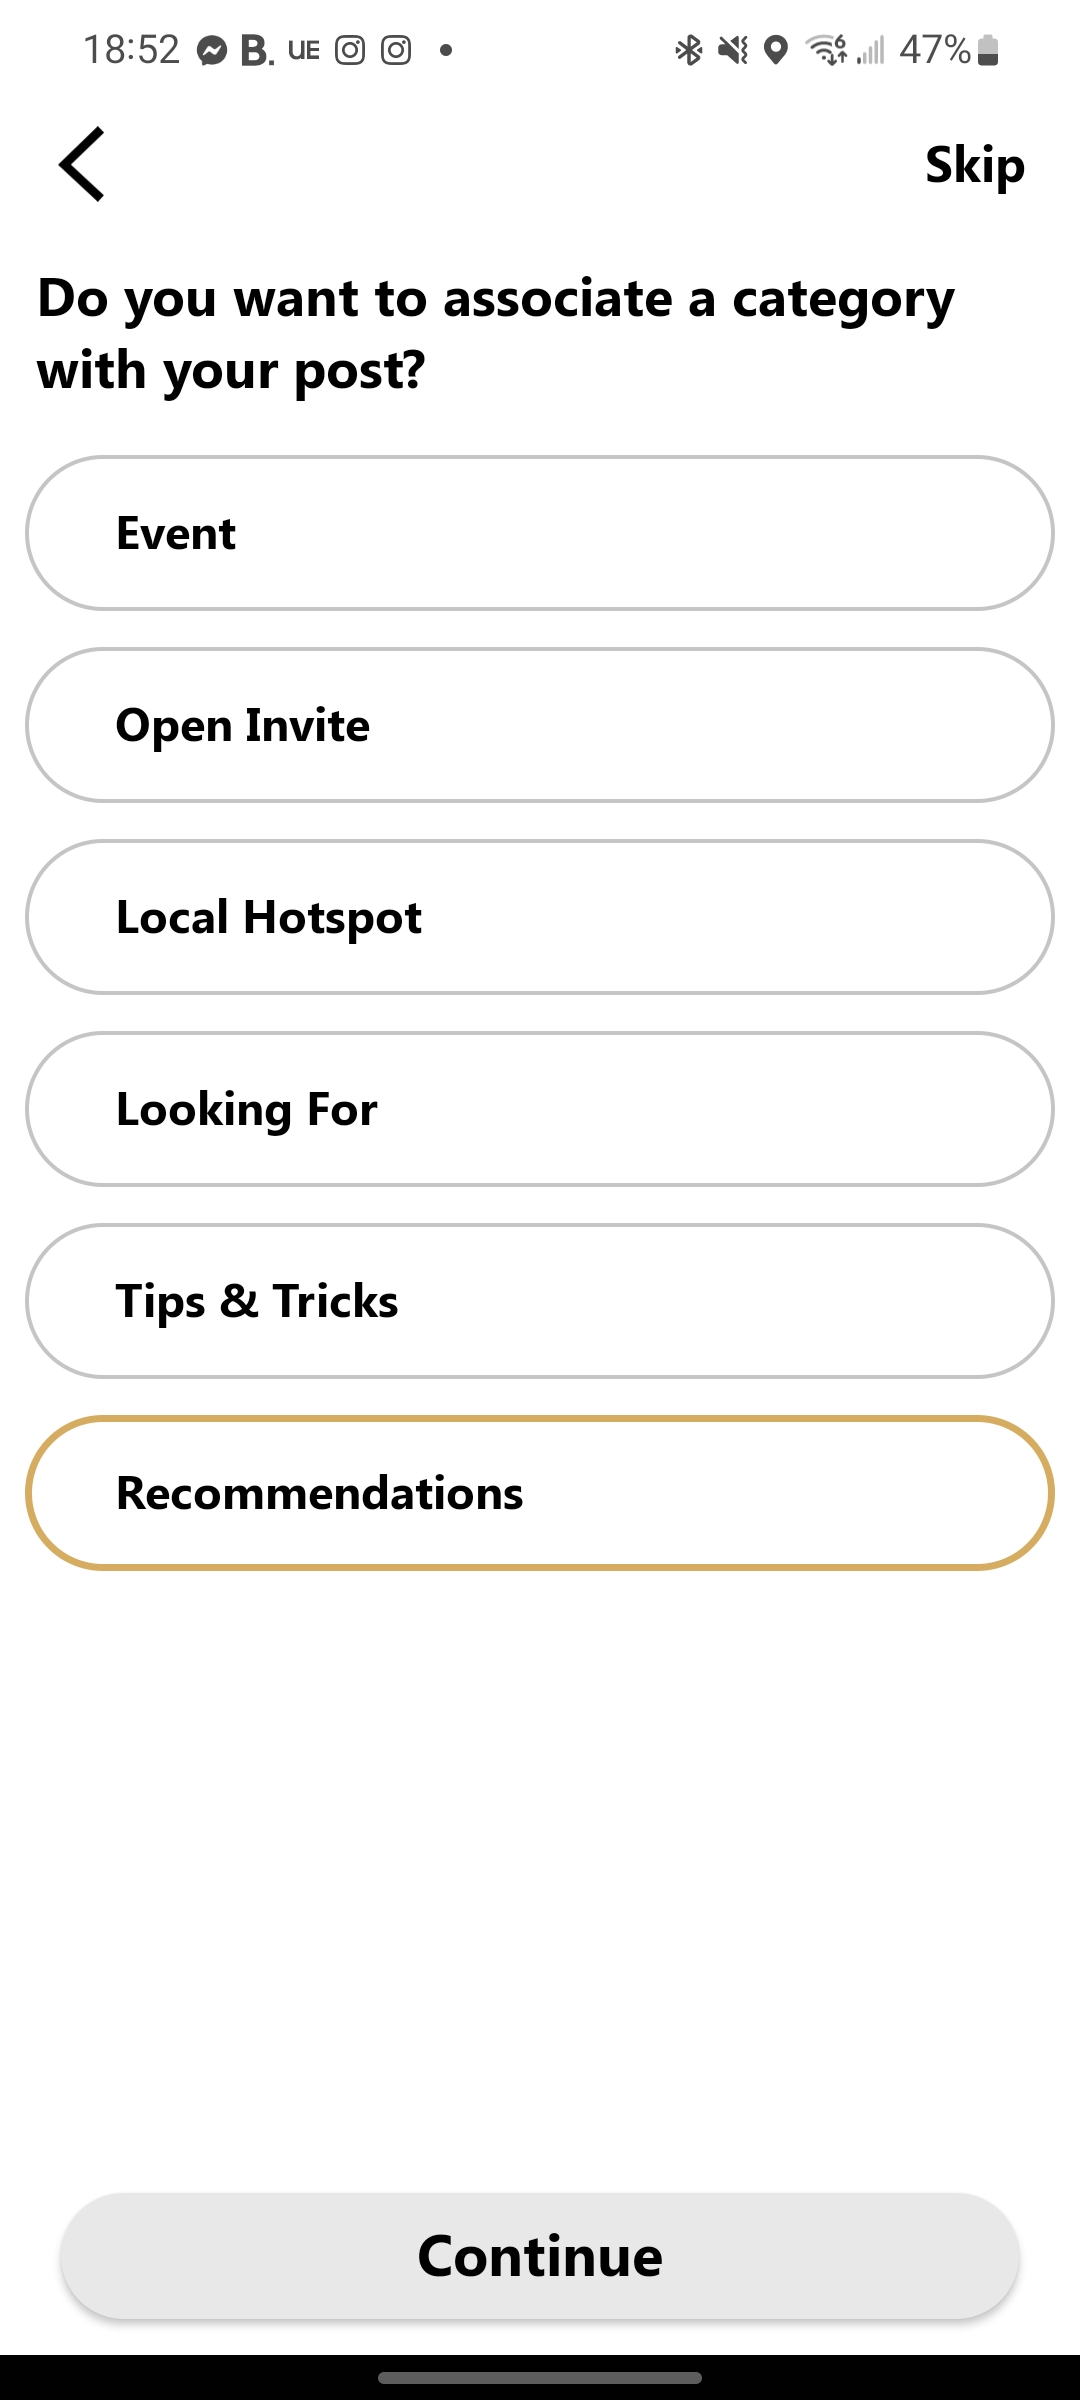 18:52 B. UE 6 47%
Skip
Do you want to associate a category
with your post?
Event
Open Invite
Local Hotspot
Looking For
Tips & Tricks
Recommendations
Continue